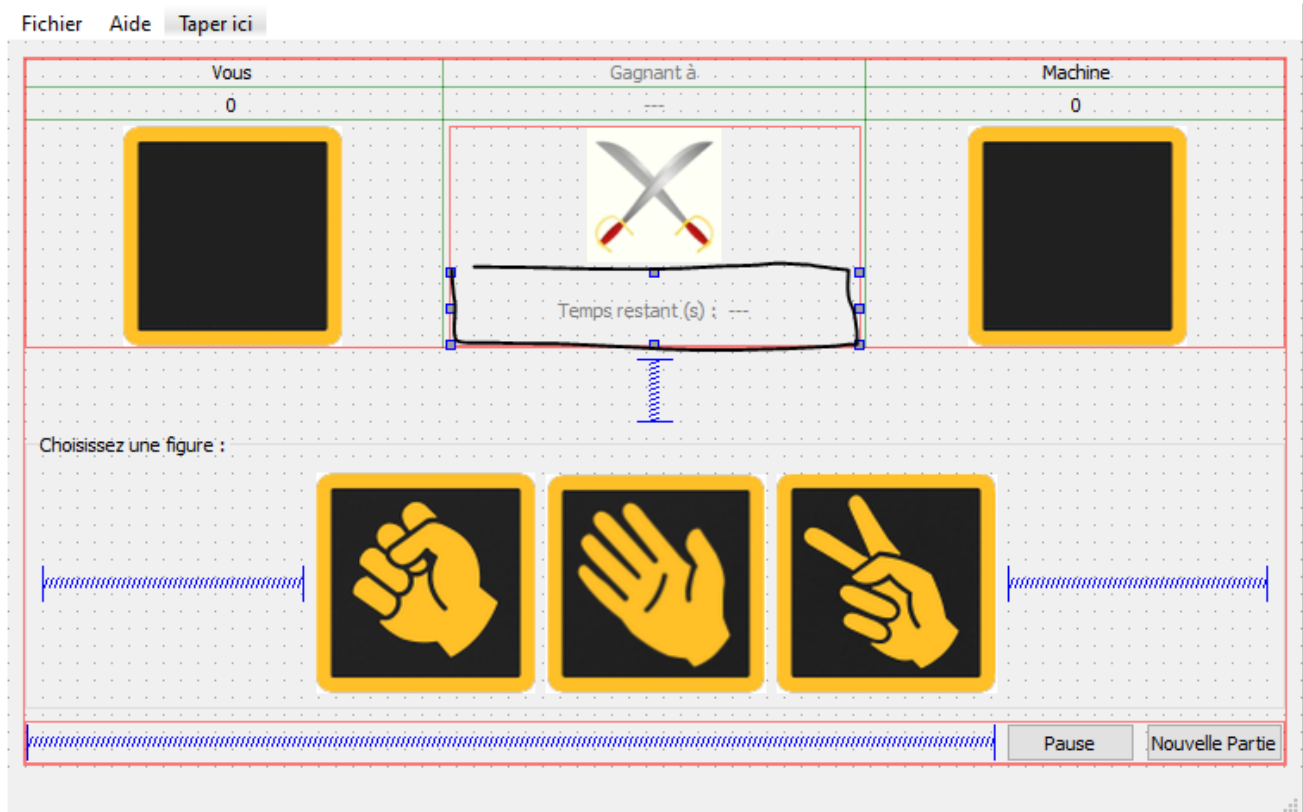 Fichier Aide Taper ici
Vous Gagnant à Machine
0 --- 0
Temps restant (s) : ---
Choisissez une figure :
Pause Nouvelle Partie